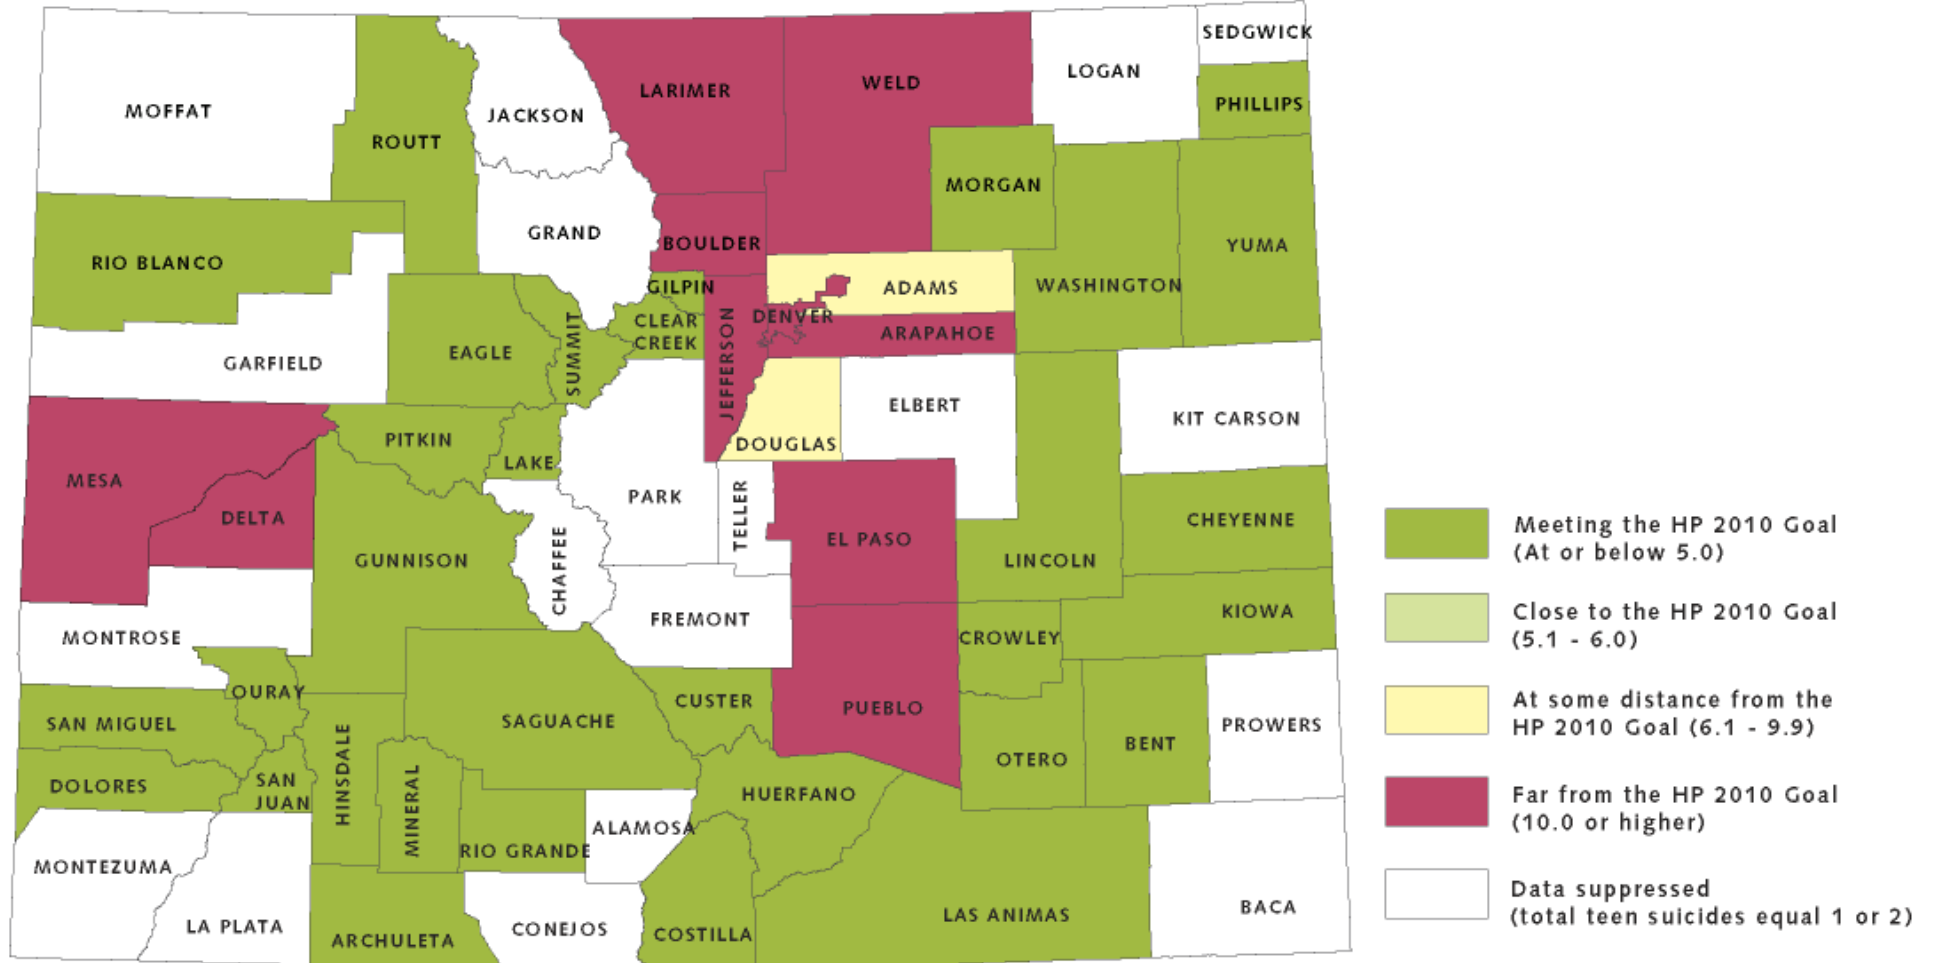 SEDGWICK
LOGAN
WELD
LARIMER
PHILLIPS
MOFFAT
JACKSON
ROUTT
MORGAN
GRAND
BOULDER
YUMA
RIO BLANCO
GILPIN
ADAMS
WASHINGTON
DENVER
CLEAR
CREEK
ARAPAHOE
EAGLE
SUMMIT
GARFIELD
JEFFERSON
ELBERT
KIT CARSON
PITKIN
DOUGLAS
LAKE
MESA
PARK
TELLER
DELTA
CHEYENNE
EL PASO
GUNNISON
LINCOLN
CHAFFEE
KIOWA
FREMONT
MONTROSE
CROWLEY
OURAY
CUSTER
PUEBLO
SAN MIGUEL
SAGUACHE
PROWERS
BENT
OTERO
HINSDALE
SAN
JUAN
DOLORES
HUERFANO
MINERAL
ALAMOSA
RIO GRANDE
MONTEZUMA
BACA
LAS ANIMAS
LA PLATA
CONEJOS
COSTILLA
ARCHULETA
Meeting the HP 2010 Goal
(At or below 5.0)
Close to the HP 2010 Goal
(5.1 - 6.0)
At some distance from the
HP 2010 Goal (6.1 - 9.9)
Far from the HP 2010 Goal
(10.0 or higher)
Data suppressed
(total teen suicides equal 1 or 2)